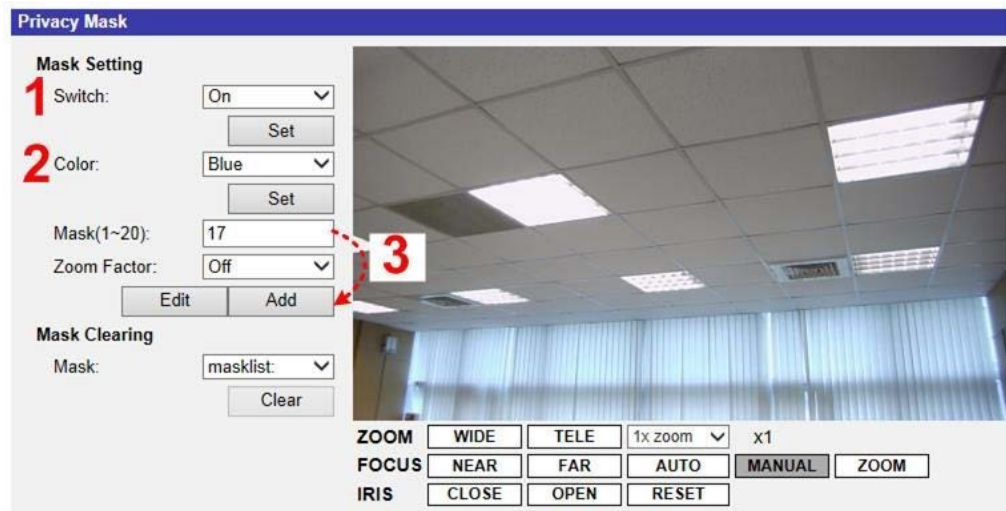 Privacy Mask
Mask Setting
1 Switch: On
Set
2 Color: Blue
Set
Mask(1~20): 17
3
Zoom Factor: Off
Edit Add
Mask Clearing
Mask: masklist:
Clear
ZOOM WIDE TELE 1x zoom x1
FOCUS NEAR FAR AUTO MANUAL ZOOM
IRIS CLOSE OPEN RESET